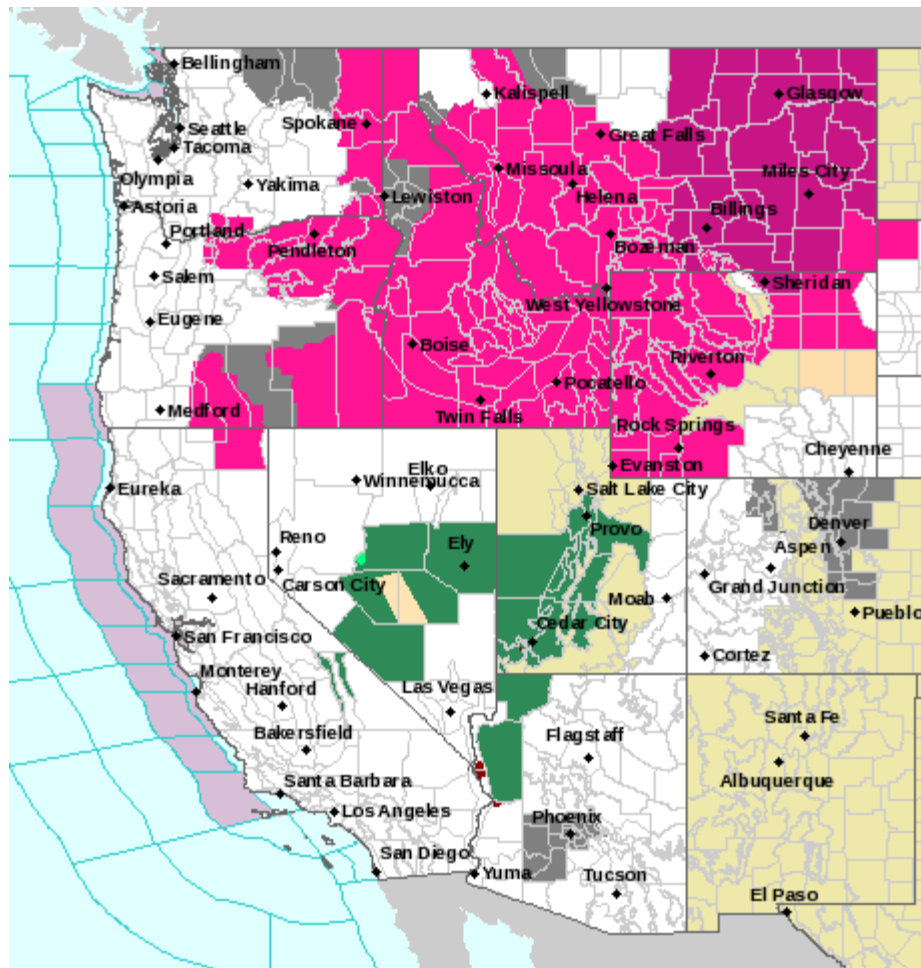 Bellingham
Glasgow
Kalispell
Spokane
Seattle
Great Falls
Tacoma
Missoula
Miles City
Olympia
Yakima
Lewiston
Helena
Astoria
Billings
Portland
Pendleton
Bozeman
Salem
Sheridan
West Yellowstone
Eugene
Boise
Riverton
Pocatello
Medford
Twin Falls
Rock Springs
Cheyenne
Evanston
Elko
Winnemucca
Eureka
Salt Lake City
Provo
Denver
Reno
Ely
Aspen
Carson City
Grand Junction
Sacramento
Moab
Pueblo
Cedar City
San Francisco
Cortez
Monterey
Hanford
Las Vegas
Santa Fe
Bakersfield
Flagstaff
Albuquerque
Santa Barbara
Los Angeles
Phoenix
San Diego
Yuma
Tucson
El Paso